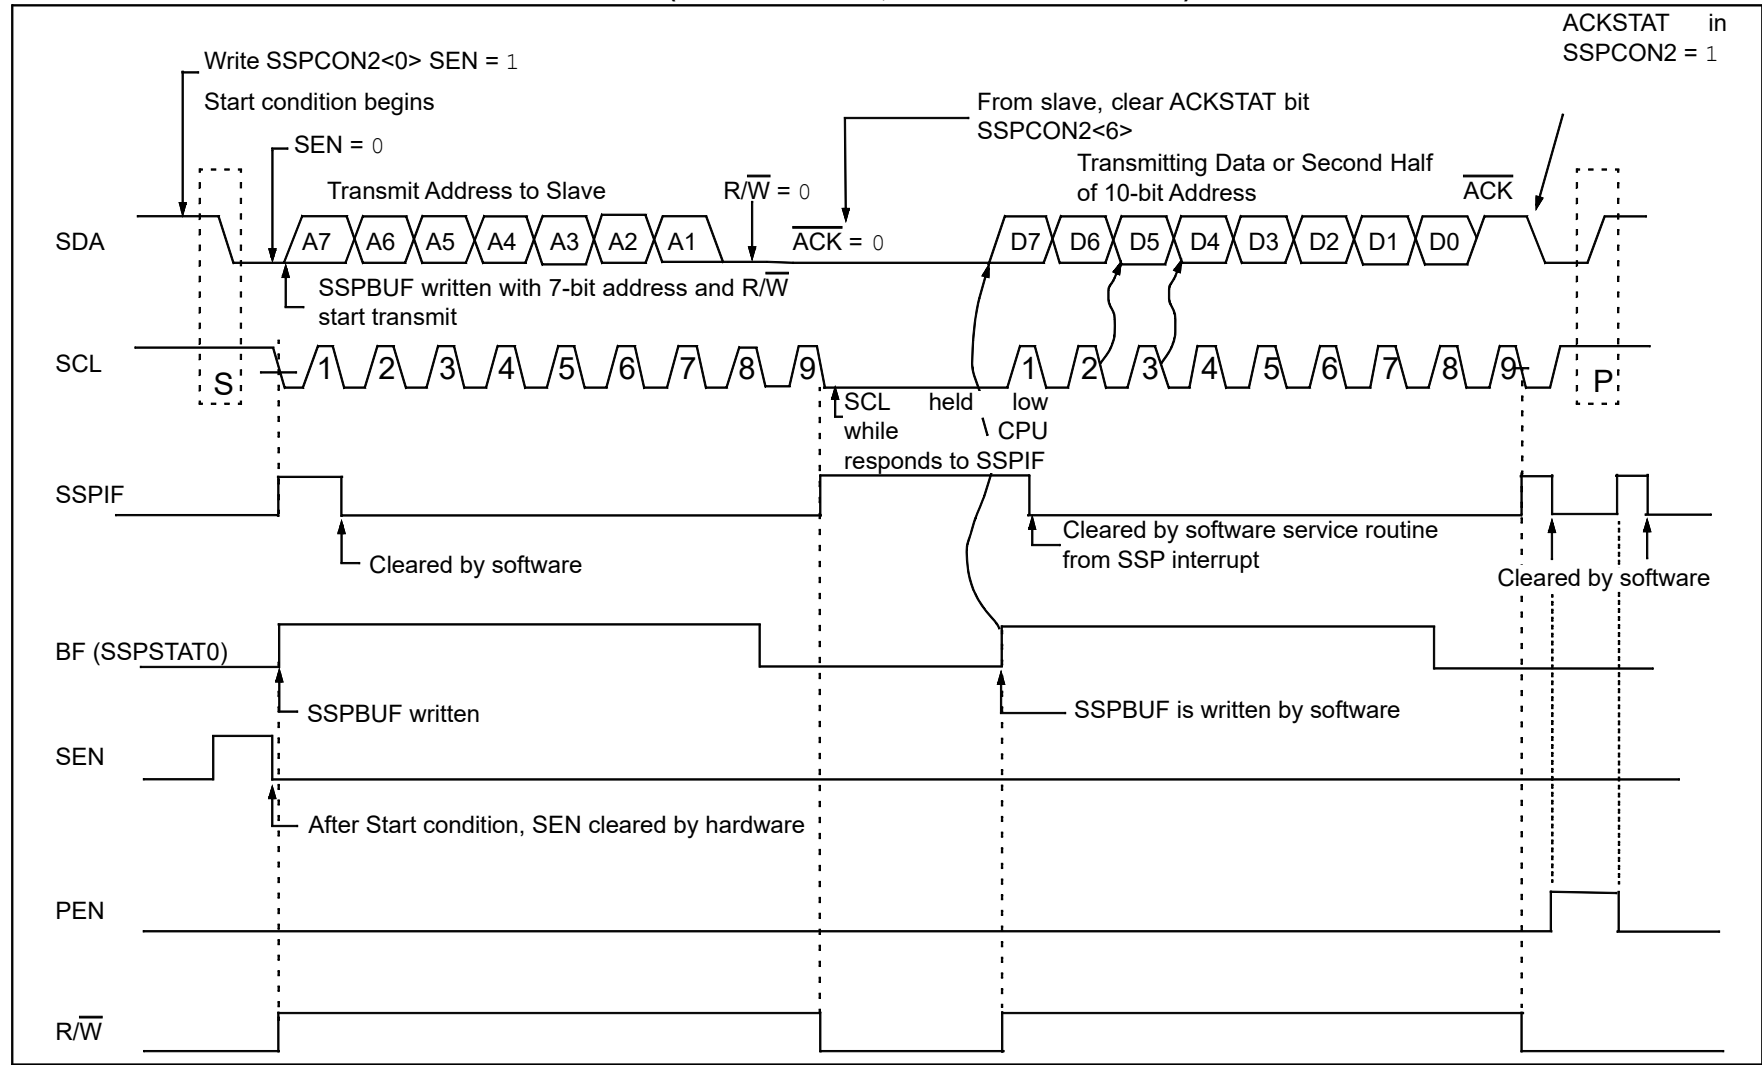 ACKSTAT in
SSPCON2 = 1
Write SSPCON2<0> SEN = 1
Start condition begins
From slave, clear ACKSTAT bit
SSPCON2<6>
SEN = 0
Transmit Address to Slave
R/W = 0
Transmitting Data or Second Half
of 10-bit Address
ACK
SDA
A7 A6 A5 A4 A3 A2 A1
ACK = 0
D7 D6 D5 D4 D3 D2 D1 D0
SSPBUF written with 7-bit address and R/W
start transmit
SCL
S
1 2 3 4 5 6 7 8 9
1 2 3 4 5 6 7 8 9
P
SCL held low
while CPU
responds to SSPIF
SSPIF
Cleared by software
Cleared by software service routine
from SSP interrupt
Cleared by software
BF (SSPSTAT0)
SSPBUF written
SSPBUF is written by software
SEN
After Start condition, SEN cleared by hardware
PEN
R/W